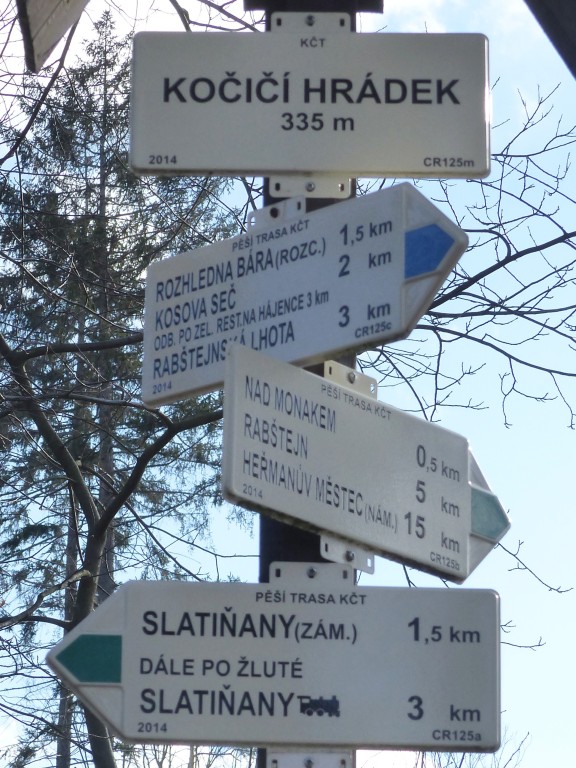 KČT
KOČIČÍ HRÁDEK
335 m
2014 CR125m
PĚŠÍ TRASA KČT
ROZHLEDNA BÁRA (ROZC.) 1,5 km
KOSOVA SEČ 2 km
ODB. PO ZEL. REST. NA HÁJENCE 3 km
RABŠTEJNSKÁ LHOTA 3 km
2014 CR125c
PĚŠÍ TRASA KČT
NAD MONAKEM 0,5 km
RABŠTEJN 5 km
HEŘMANŮV MĚSTEC (NÁM.) 15 km
2014 CR125b
PĚŠÍ TRASA KČT
SLATIŇANY (ZÁM.) 1,5 km
DÁLE PO ŽLUTÉ
SLATIŇANY 3 km
2014 CR125a